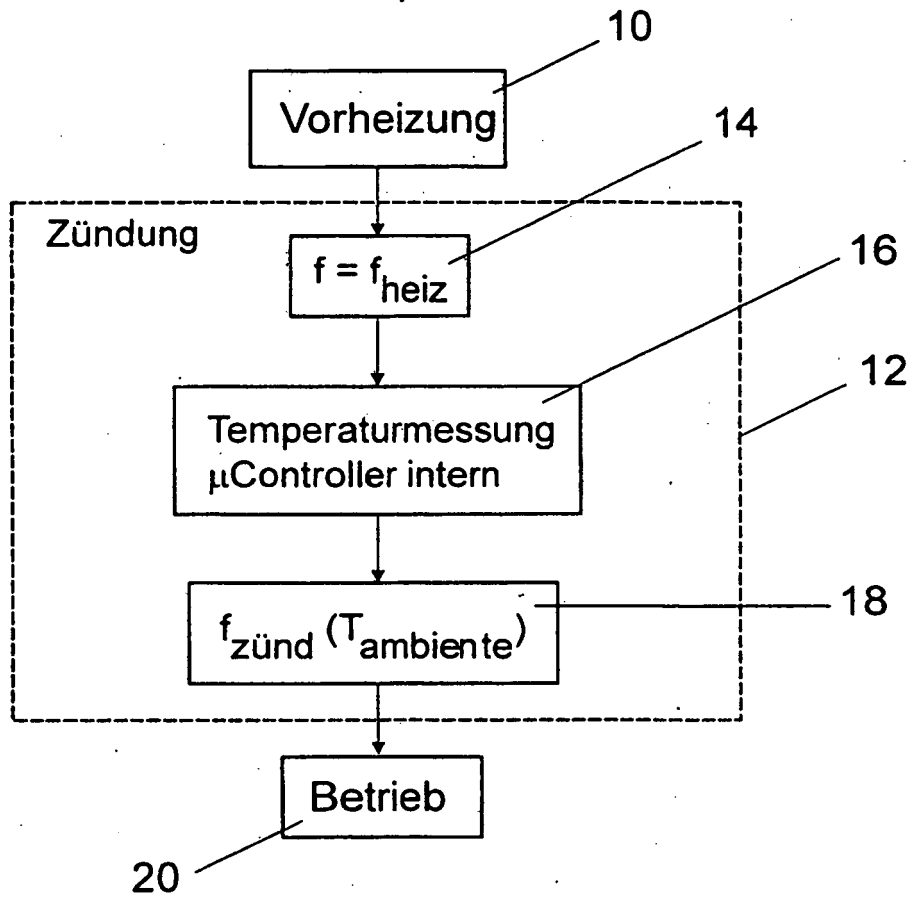 10
Vorheizung
14
Zündung
f = f_heiz
16
12
Temperaturmessung
µController intern
18
f_zünd (T_ambiente)
Betrieb
20